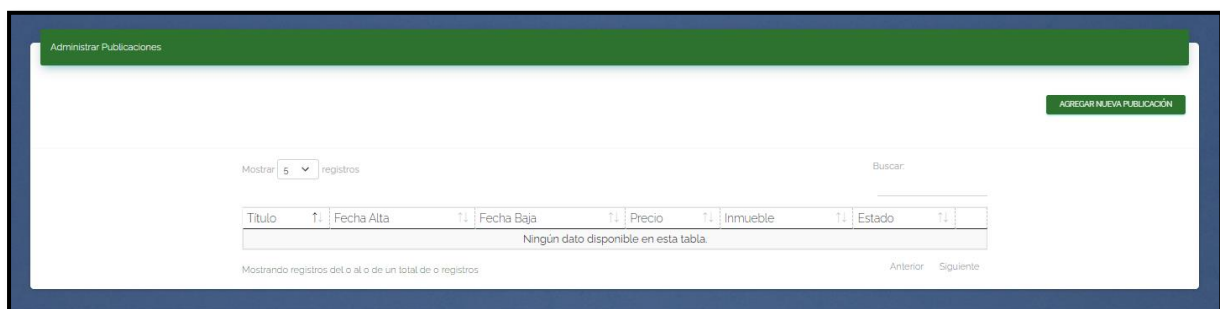 Administrar Publicaciones
AGREGAR NUEVA PUBLICACIÓN
Mostrar 5 registros
Buscar:
Título Fecha Alta Fecha Baja Precio Inmueble Estado
Ningún dato disponible en esta tabla.
Mostrando registros del 0 al 0 de un total de 0 registros
Anterior Siguiente